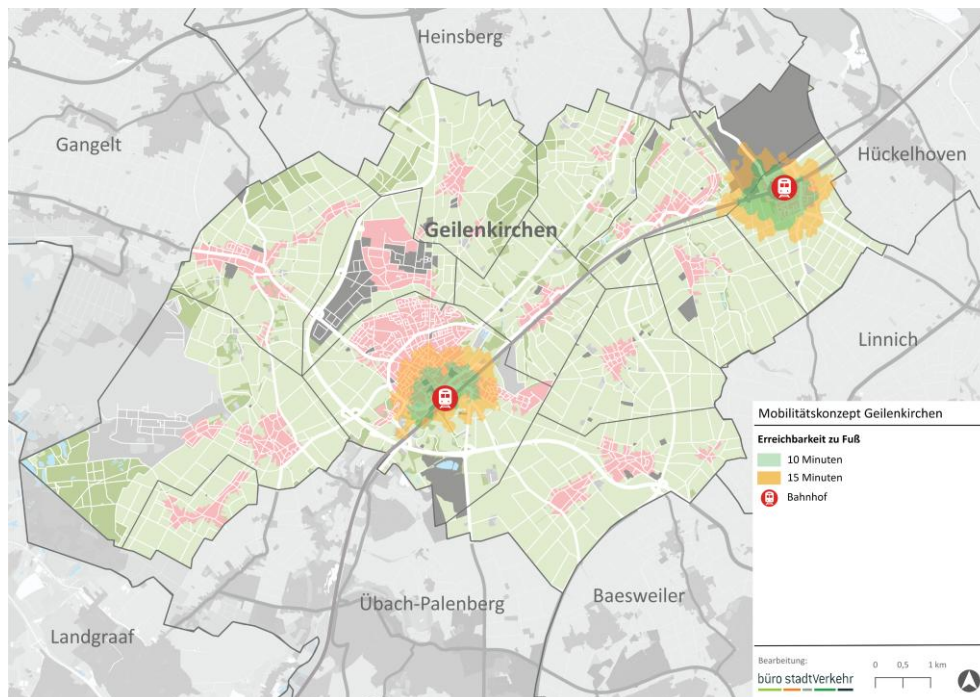 Heinsberg
Gangelt
Hückelhoven
Geilenkirchen
Linnich
Mobilitätskonzept Geilenkirchen
Erreichbarkeit zu Fuß
10 Minuten
15 Minuten
Bahnhof
Übach-Palenberg
Baesweiler
Landgraaf
Bearbeitung:
büro stadtVerkehr
0 0,5 1 km